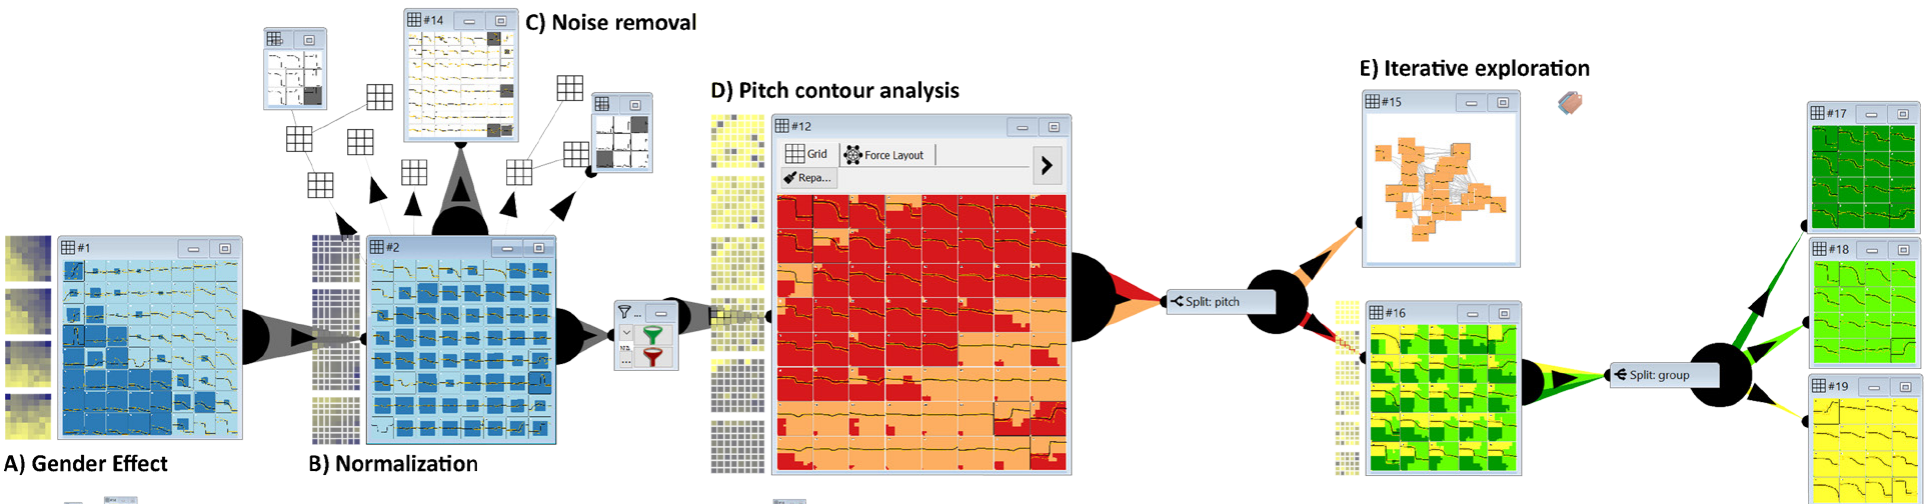 #14
C) Noise removal
E) Iterative exploration
D) Pitch contour analysis
#15
#17
#12
Grid
Force Layout
Repa...
#1
#2
#18
Split: pitch
...
#16
Split: group
#19
A) Gender Effect
B) Normalization